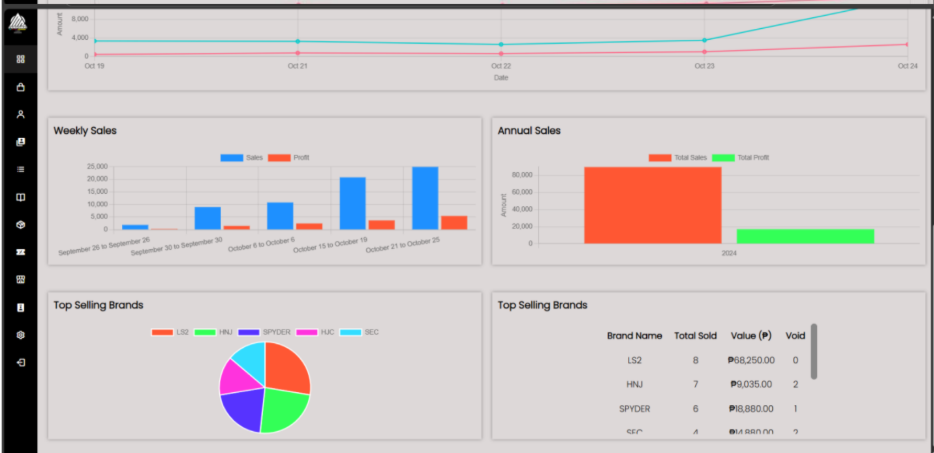 8,000
Amount
4,000
0
Oct 19 Oct 21 Oct 22 Oct 23 Oct 24
Date
Weekly Sales
Sales Profit
25,000
20,000
15,000
10,000
5,000
0
September 26 to September 26 September 30 to September 30 October 6 to October 6 October 15 to October 19 October 21 to October 25
Annual Sales
Total Sales Total Profit
80,000
60,000
Amount
40,000
20,000
0
2024
Top Selling Brands
LS2 HNJ SPYDER HJC SEC
Top Selling Brands
Brand Name Total Sold Value (₱) Void
LS2 8 ₱68,250.00 0
HNJ 7 ₱9,035.00 2
SPYDER 6 ₱18,880.00 1
SEC 4 ₱14,880.00 2